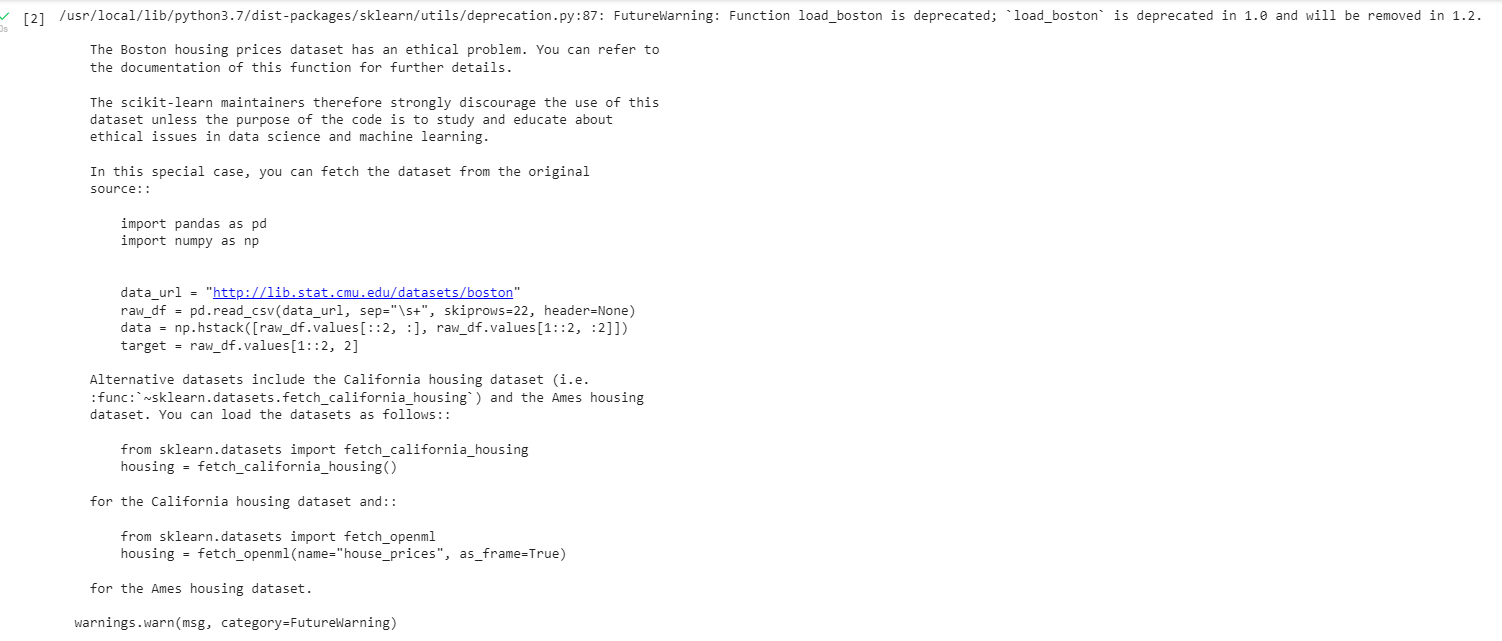 [2] /usr/local/lib/python3.7/dist-packages/sklearn/utils/deprecation.py:87: FutureWarning: Function load_boston is deprecated; `load_boston` is deprecated in 1.0 and will be removed in 1.2.
0s
The Boston housing prices dataset has an ethical problem. You can refer to
the documentation of this function for further details.
The scikit-learn maintainers therefore strongly discourage the use of this
dataset unless the purpose of the code is to study and educate about
ethical issues in data science and machine learning.
In this special case, you can fetch the dataset from the original
source::
import pandas as pd
import numpy as np
data_url = "http://lib.stat.cmu.edu/datasets/boston"
raw_df = pd.read_csv(data_url, sep="\s+", skiprows=22, header=None)
data = np.hstack([raw_df.values[::2, :], raw_df.values[1::2, :2]])
target = raw_df.values[1::2, 2]
Alternative datasets include the California housing dataset (i.e.
:func:`~sklearn.datasets.fetch_california_housing`) and the Ames housing
dataset. You can load the datasets as follows::
from sklearn.datasets import fetch_california_housing
housing = fetch_california_housing()
for the California housing dataset and::
from sklearn.datasets import fetch_openml
housing = fetch_openml(name="house_prices", as_frame=True)
for the Ames housing dataset.
warnings.warn(msg, category=FutureWarning)